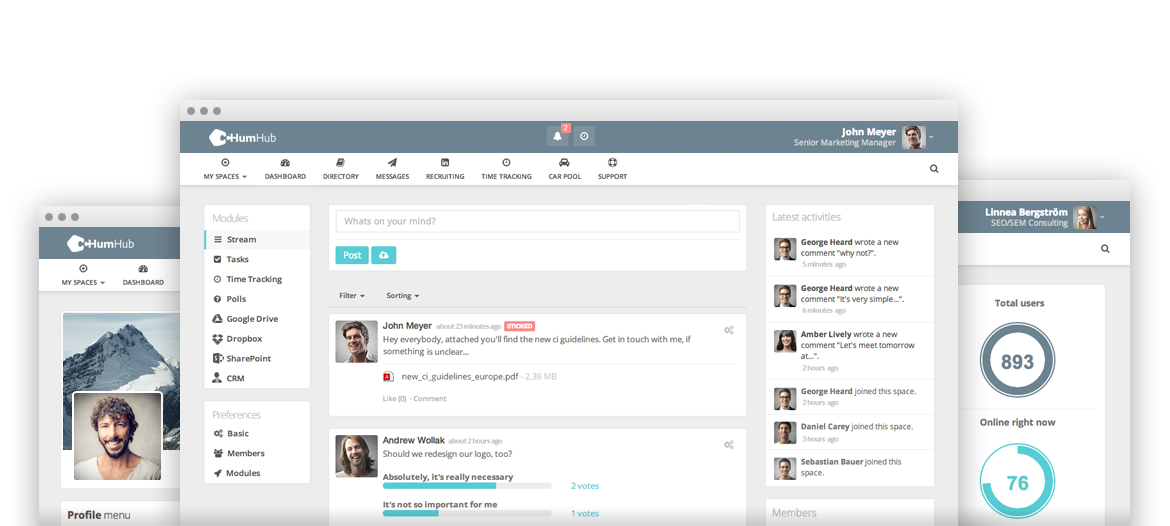 HumHub
2
John Meyer
Senior Marketing Manager
MY SPACES
DASHBOARD
DIRECTORY
MESSAGES
RECRUITING
TIME TRACKING
CAR POOL
SUPPORT
Modules
Stream
Tasks
Time Tracking
Polls
Google Drive
Dropbox
SharePoint
CRM
Preferences
Basic
Members
Modules
Whats on your mind?
Post
Filter
Sorting
John Meyer about 23 minutes ago STICKED
Hey everybody, attached you'll find the new ci guidelines. Get in touch with me, if
something is unclear...
new_ci_guidelines_europe.pdf - 2,38 MB
Like (0) · Comment
Andrew Wollak about 2 hours ago
Should we redesign our logo, too?
Absolutely, it's really necessary
2 votes
It's not so important for me
1 votes
Latest activities
George Heard wrote a new
comment "why not?".
5 minutes ago
George Heard wrote a new
comment "It's very simple...".
6 minutes ago
Amber Lively wrote a new
comment "Let's meet tomorrow
at...".
2 hours ago
George Heard joined this space.
2 hours ago
Daniel Carey joined this space.
3 hours ago
Sebastian Bauer joined this
space.
Members
HumHub
MY SPACES
DASHBOARD
Profile menu
Linnea Bergström
SEO/SEM Consulting
Total users
893
Online right now
76